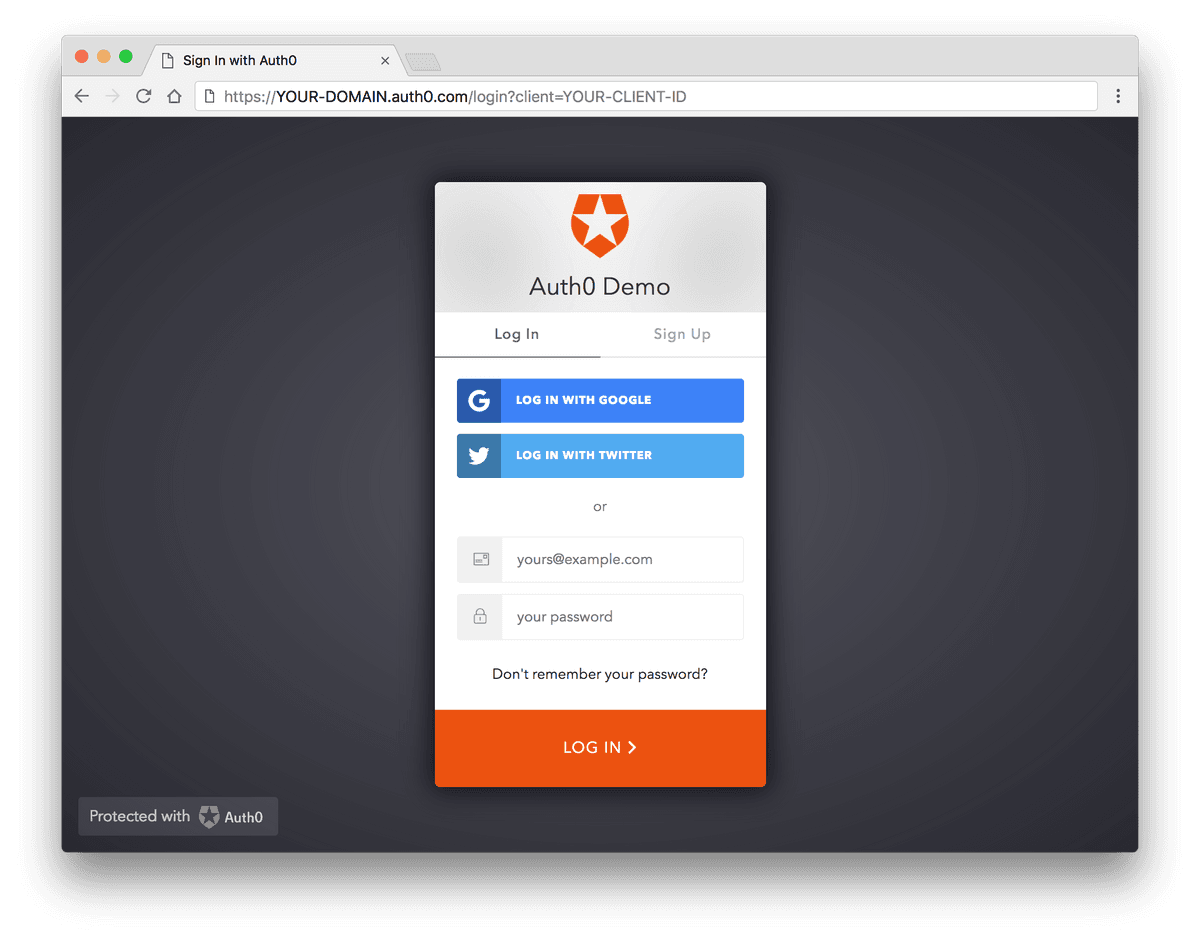 Sign In with Auth0
https://YOUR-DOMAIN.auth0.com/login?client=YOUR-CLIENT-ID
Auth0 Demo
Log In
Sign Up
LOG IN WITH GOOGLE
LOG IN WITH TWITTER
or
yours@example.com
your password
Don't remember your password?
LOG IN
Protected with Auth0